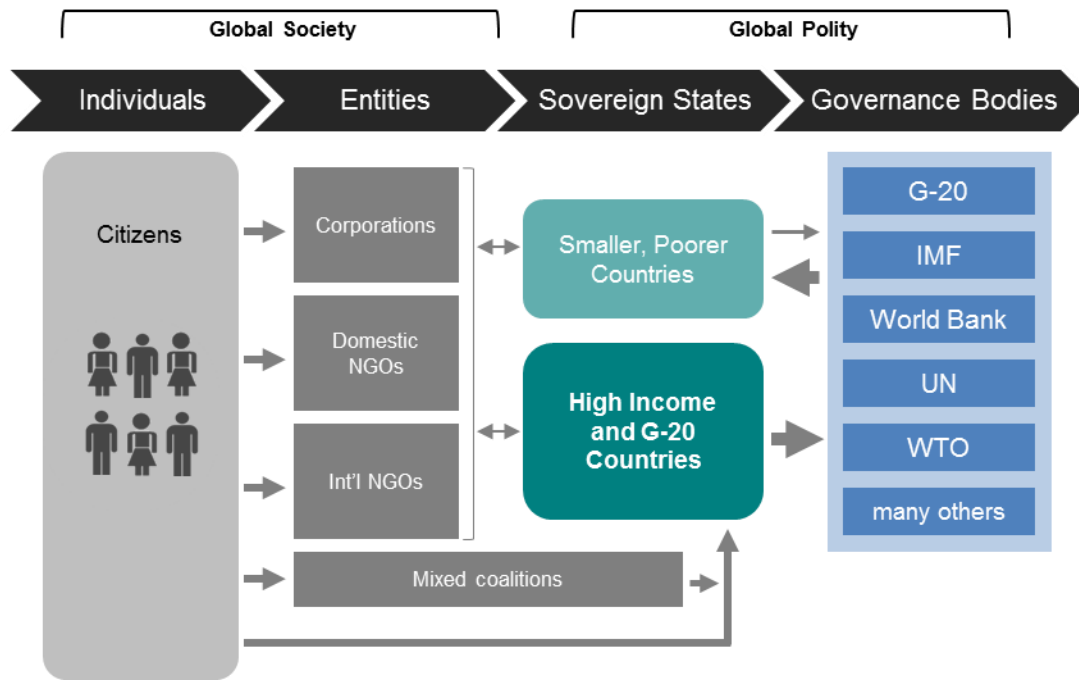 Global Society
Global Polity
Individuals
Entities
Sovereign States
Governance Bodies
Citizens
Corporations
Domestic
NGOs
Int'l NGOs
Mixed coalitions
Smaller, Poorer
Countries
High Income
and G-20
Countries
G-20
IMF
World Bank
UN
WTO
many others